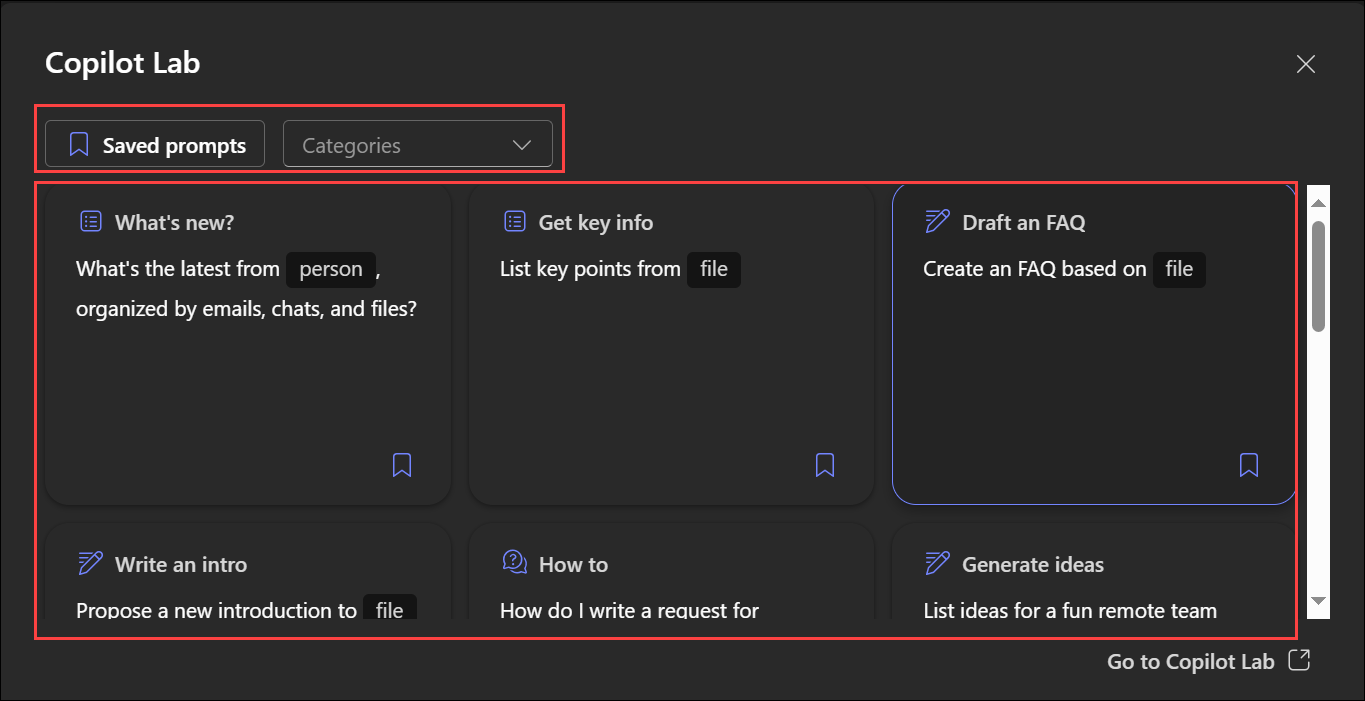 Copilot Lab
Saved prompts
Categories
What's new?
What's the latest from person ,
organized by emails, chats, and files?
Get key info
List key points from file
Draft an FAQ
Create an FAQ based on file
Write an intro
Propose a new introduction to file
How to
How do I write a request for
Generate ideas
List ideas for a fun remote team
Go to Copilot Lab